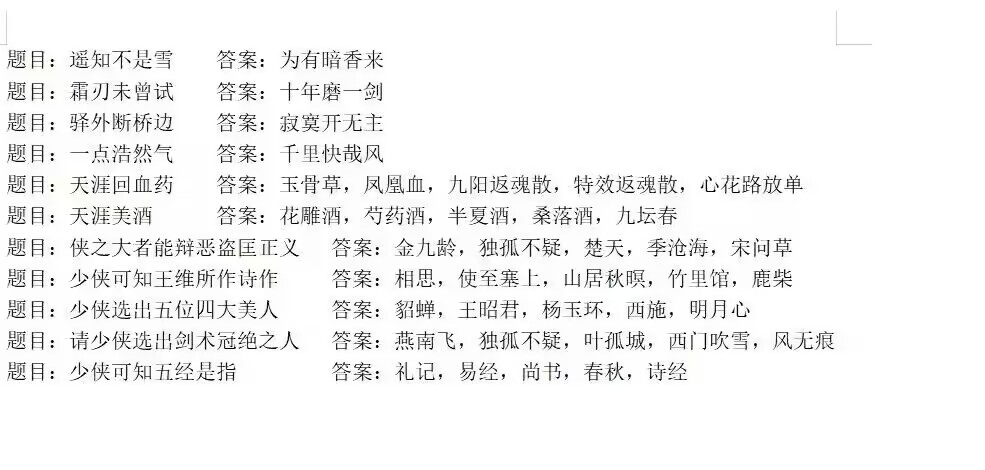 题目：遥知不是雪 答案：为有暗香来
题目：霜刃未曾试 答案：十年磨一剑
题目：驿外断桥边 答案：寂寞开无主
题目：一点浩然气 答案：千里快哉风
题目：天涯回血药 答案：玉骨草，凤凰血，九阳返魂散，特效返魂散，心花路放单
题目：天涯美酒 答案：花雕酒，芍药酒，半夏酒，桑落酒，九坛春
题目：侠之大者能辩恶盗匡正义 答案：金九龄，独孤不疑，楚天，季沧海，宋问草
题目：少侠可知王维所作诗作 答案：相思，使至塞上，山居秋暝，竹里馆，鹿柴
题目：少侠选出五位四大美人 答案：貂蝉，王昭君，杨玉环，西施，明月心
题目：请少侠选出剑术冠绝之人 答案：燕南飞，独孤不疑，叶孤城，西门吹雪，风无痕
题目：少侠可知五经是指 答案：礼记，易经，尚书，春秋，诗经